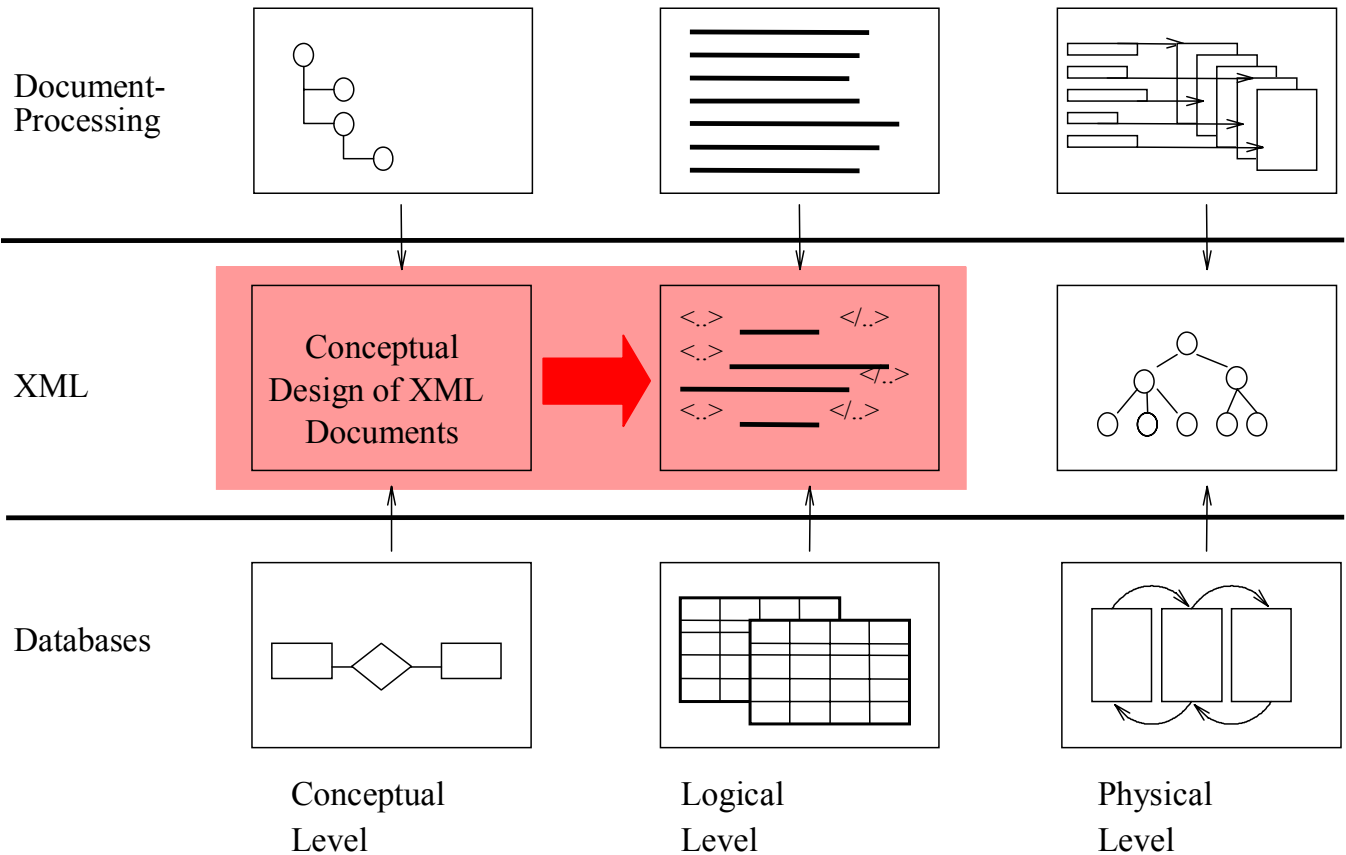 Document-
Processing
XML
Conceptual
Design of XML
Documents
<..> </..>
<..>
</..>
<..> </..>
Databases
Conceptual
Level
Logical
Level
Physical
Level